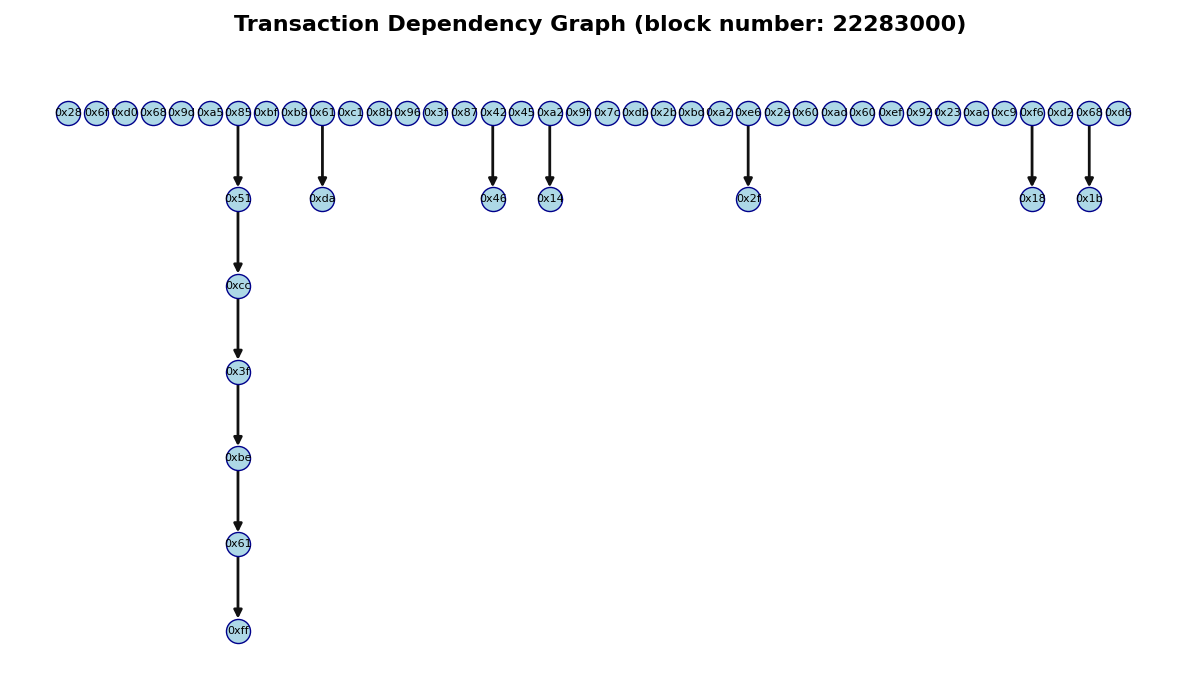 Transaction Dependency Graph (block number: 22283000)
0x28 0x6f 0xd0 0x68 0x9d 0xa5 0x85 0xbf 0xb8 0x61 0xc1 0x8b 0x96 0x3f 0x87 0x42 0x45 0xa2 0x9f 0x7c 0xdb 0x2b 0xbd 0xa2 0xe6 0x2e 0x60 0xad 0x60 0xef 0x92 0x23 0xac 0xc9 0xf6 0xd2 0x68 0xd6
0x51 0xda 0x46 0x14 0x2f 0x18 0x1b
0xcc
0x3f
0xbe
0x61
0xff